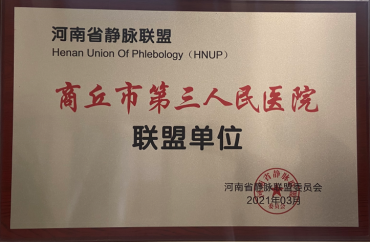 河南省静脉联盟
Henan Union Of Phlebology（HNUP）
商丘市第三人民医院
联盟单位
河南省静脉联盟委员会
2021年03月